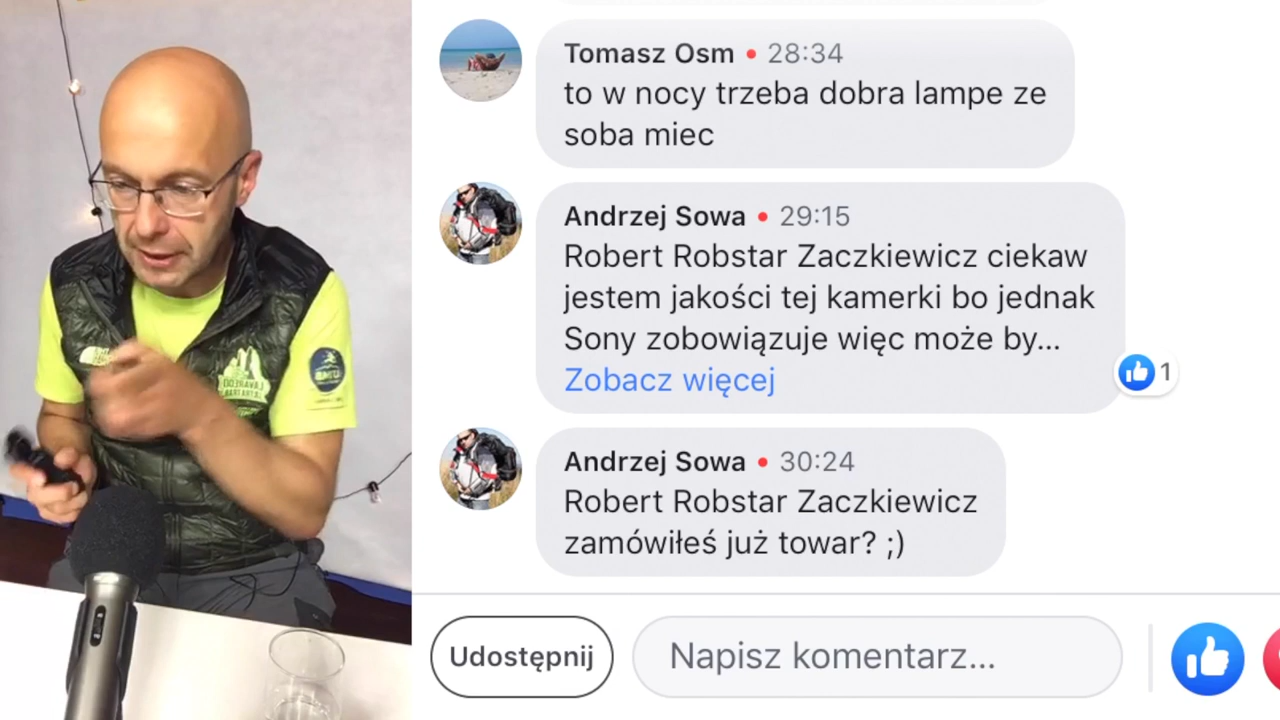 Tomasz Osm • 28:34
to w nocy trzeba dobra lampe ze
soba miec
Andrzej Sowa • 29:15
Robert Robstar Zaczkiewicz ciekaw
jestem jakości tej kamerki bo jednak
Sony zobowiązuje więc może by...
Zobacz więcej
1
Andrzej Sowa • 30:24
Robert Robstar Zaczkiewicz
zamówiłeś już towar? ;)
Udostępnij
Napisz komentarz...